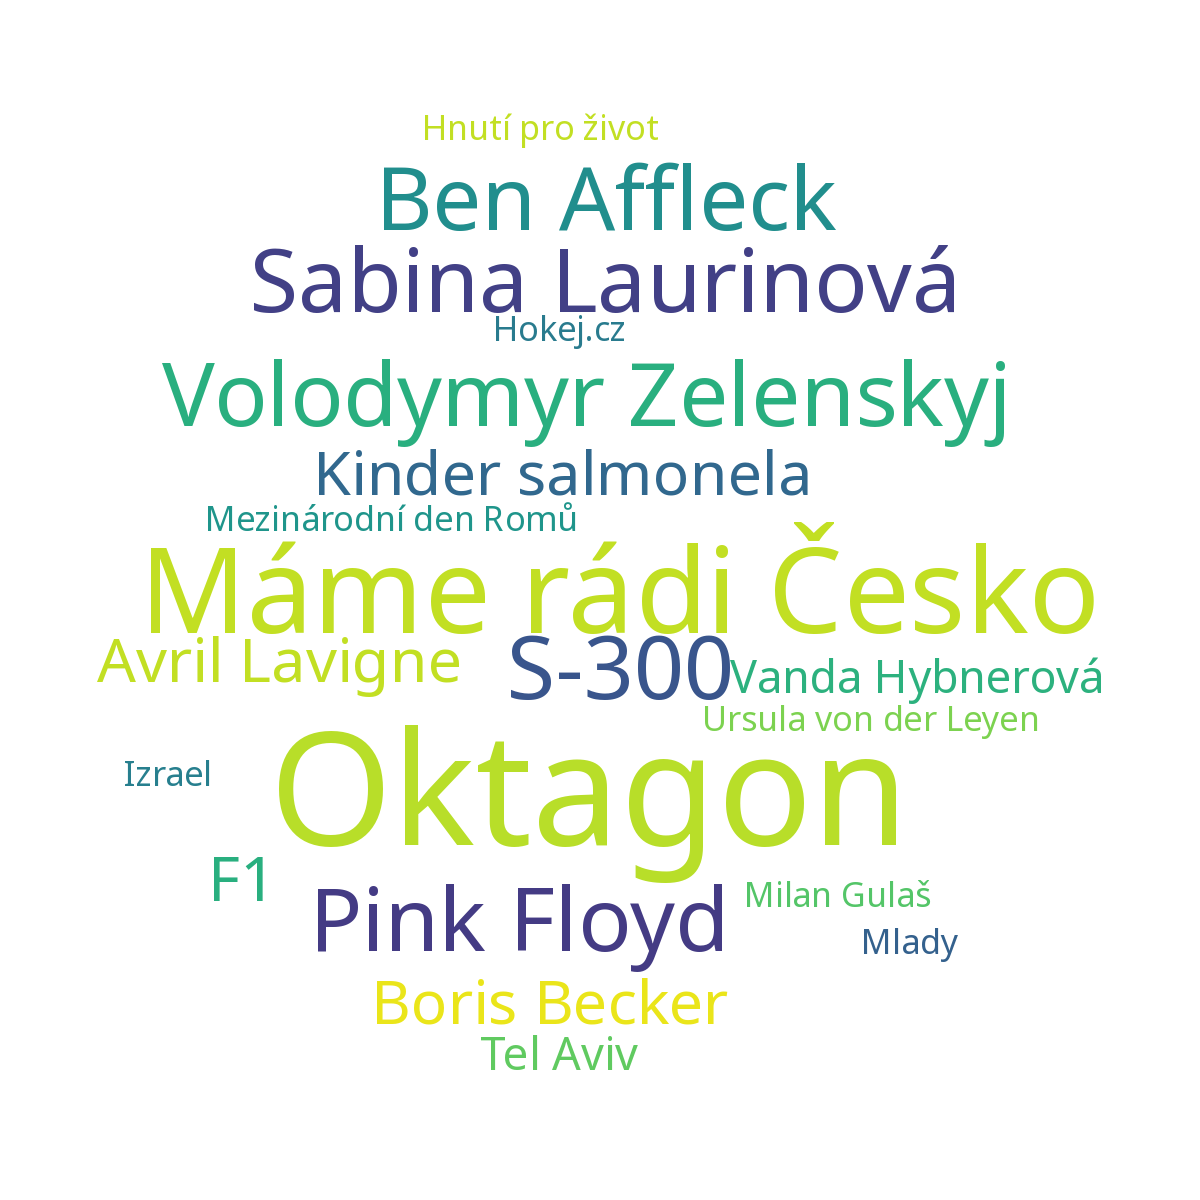 Hnutí pro život
Ben Affleck
Sabina Laurinová
Hokej.cz
Volodymyr Zelenskyj
Kinder salmonela
Mezinárodní den Romů
Máme rádi Česko
Avril Lavigne
S-300
Vanda Hybnerová
Ursula von der Leyen
Oktagon
Izrael
F1
Pink Floyd
Milan Gulaš
Mlady
Boris Becker
Tel Aviv